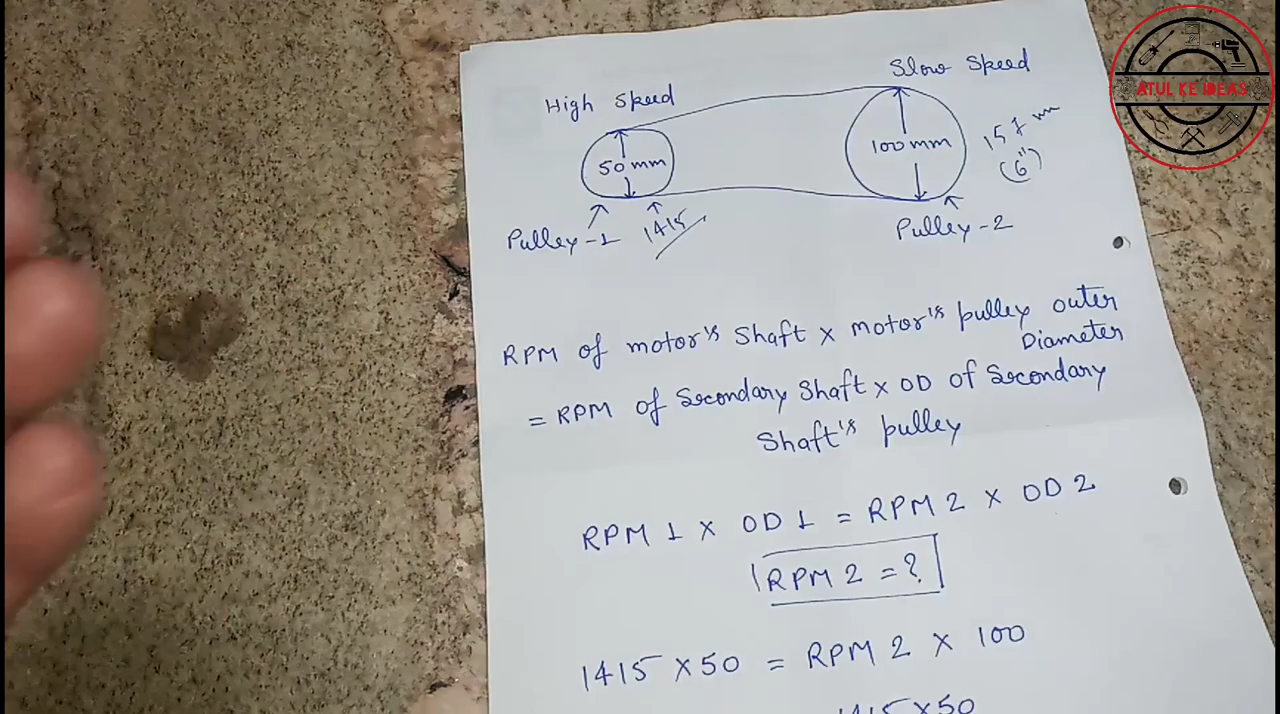 ATUL KE IDEAS
High Speed
Slow Speed
50 mm
100 mm
(6")
Pulley-1
1415
Pulley-2
RPM of motor's Shaft x motor's pulley outer
Diameter
= RPM of Secondary Shaft x OD of Secondary
Shaft's pulley
RPM 1 x OD 1 = RPM 2 x OD 2
RPM 2 = ?
1415 x 50 = RPM 2 x 100
1415 x 50